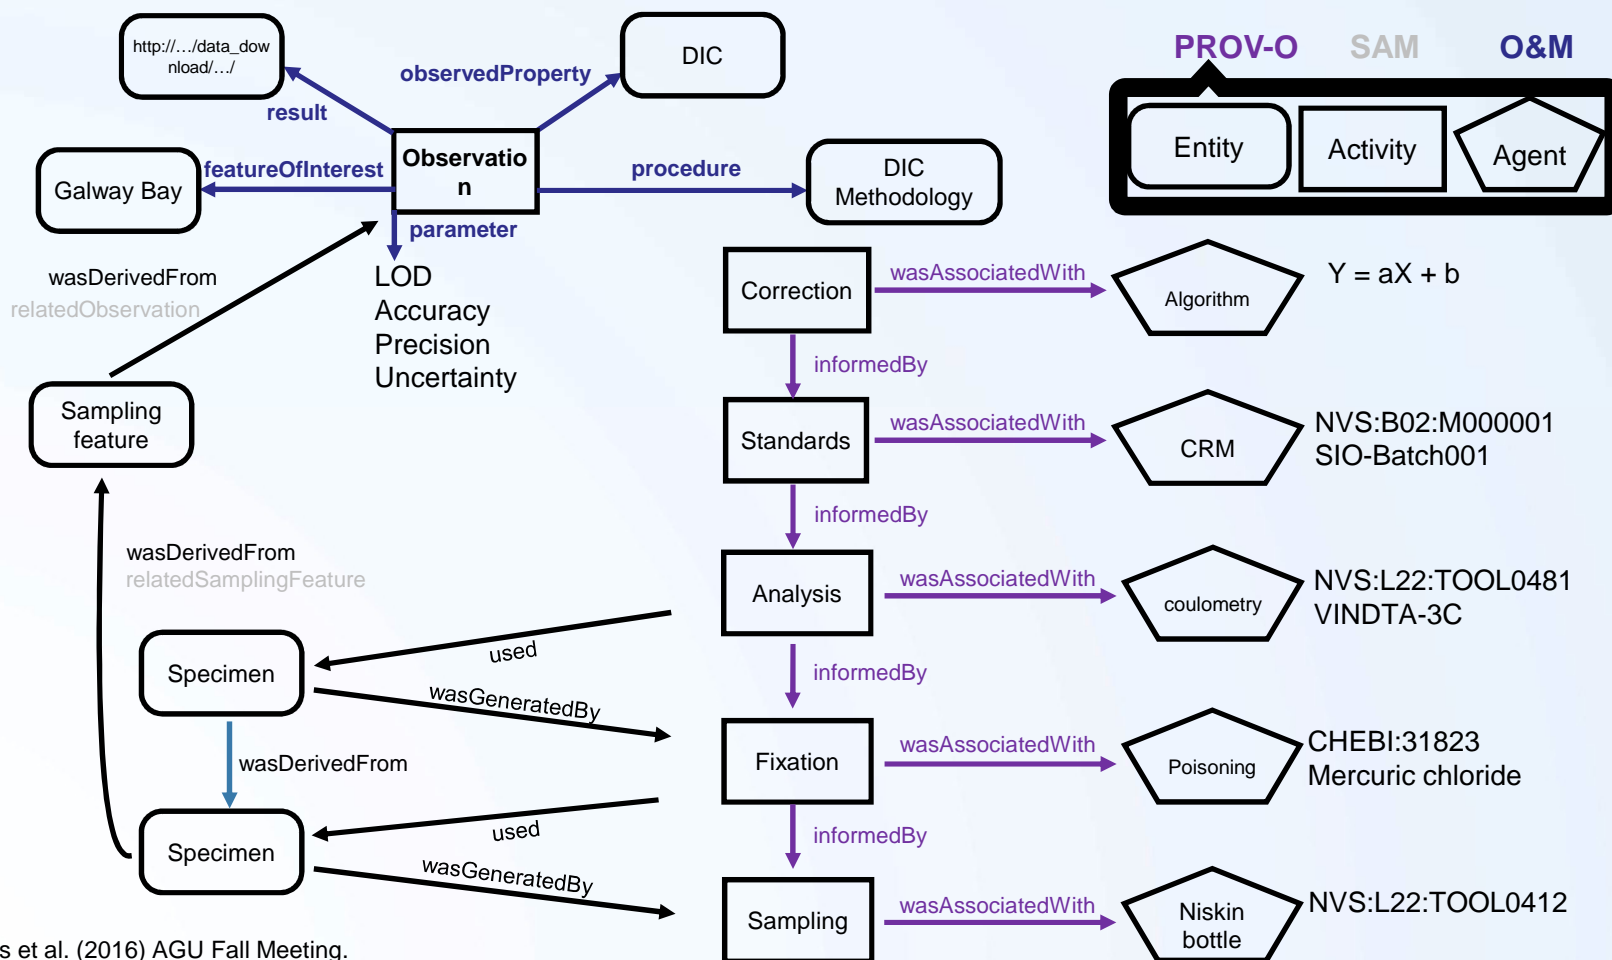 http://…/data_dow
nload/…/
result
observedProperty
DIC
PROV-O
SAM
O&M
Entity
Activity
Agent
Galway Bay
featureOfInterest
Observatio
n
procedure
DIC
Methodology
parameter
LOD
Accuracy
Precision
Uncertainty
wasDerivedFrom
relatedObservation
Sampling
feature
wasDerivedFrom
relatedSamplingFeature
Specimen
used
wasGeneratedBy
wasDerivedFrom
Specimen
used
wasGeneratedBy
Correction
wasAssociatedWith
Algorithm
Y = aX + b
informedBy
Standards
wasAssociatedWith
CRM
NVS:B02:M000001
SIO-Batch001
informedBy
Analysis
wasAssociatedWith
coulometry
NVS:L22:TOOL0481
VINDTA-3C
informedBy
Fixation
wasAssociatedWith
Poisoning
CHEBI:31823
Mercuric chloride
informedBy
Sampling
wasAssociatedWith
Niskin
bottle
NVS:L22:TOOL0412
s et al. (2016) AGU Fall Meeting.